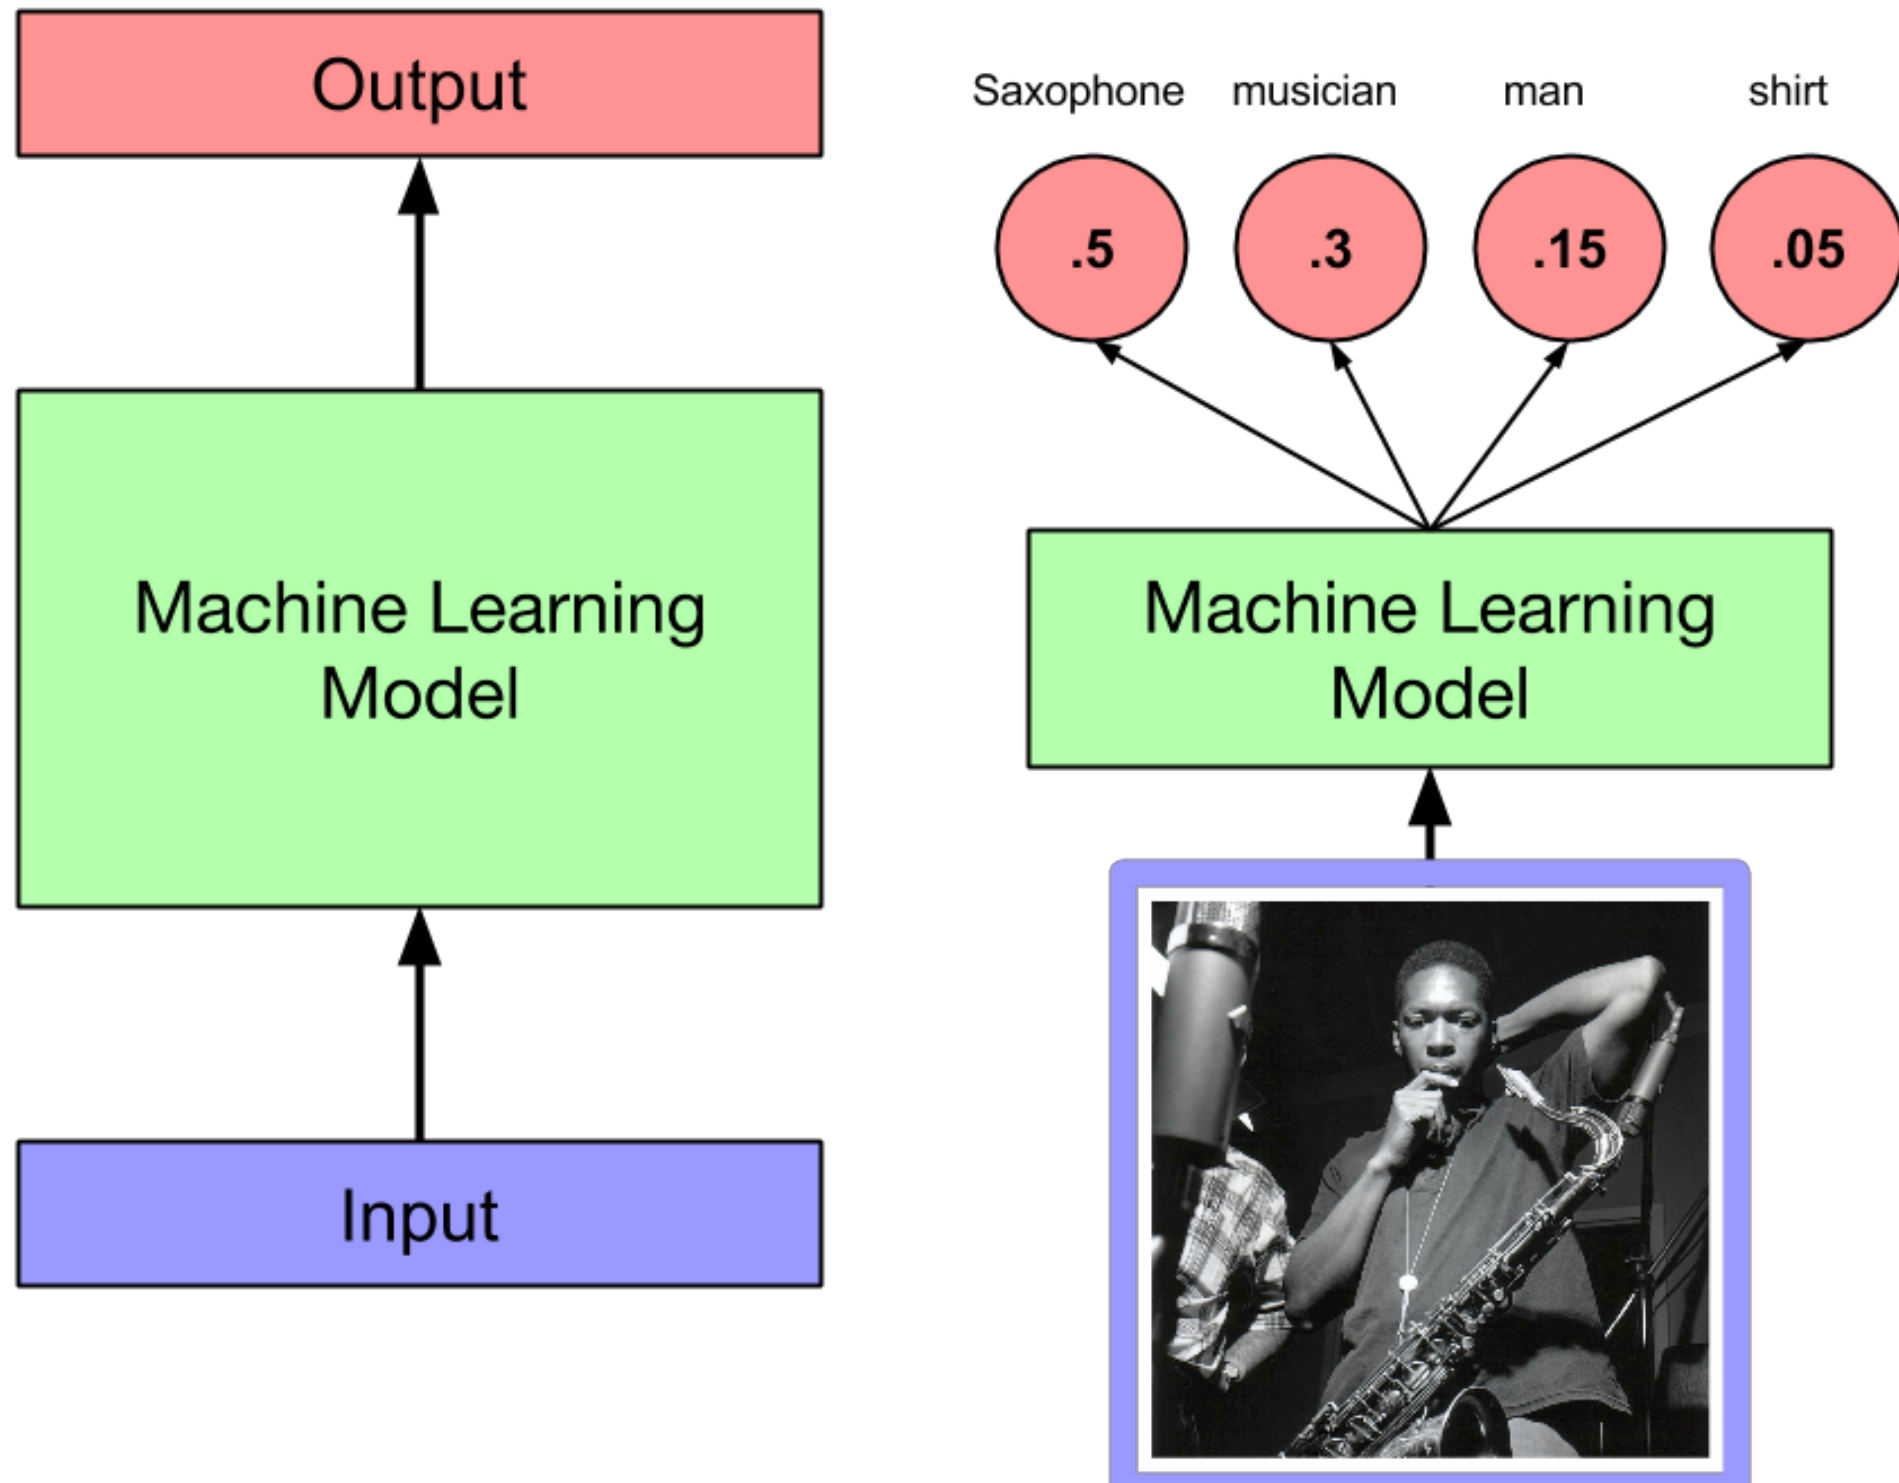 Output
Machine Learning
Model
Input
Saxophone musician man shirt
.5 .3 .15 .05
Machine Learning
Model